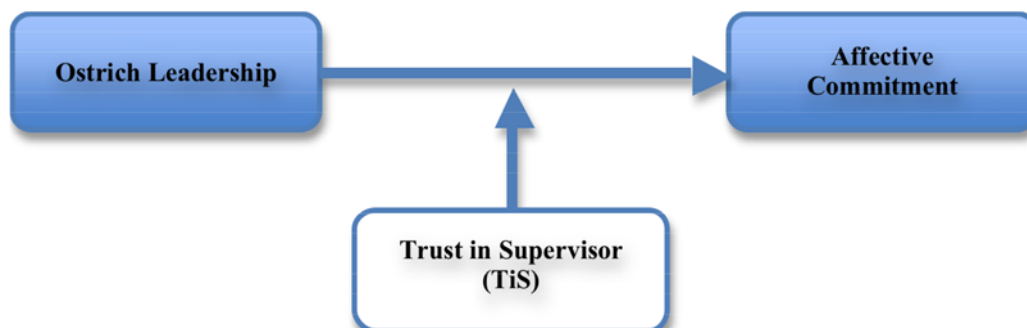 Ostrich Leadership
Affective
Commitment
Trust in Supervisor
(TiS)